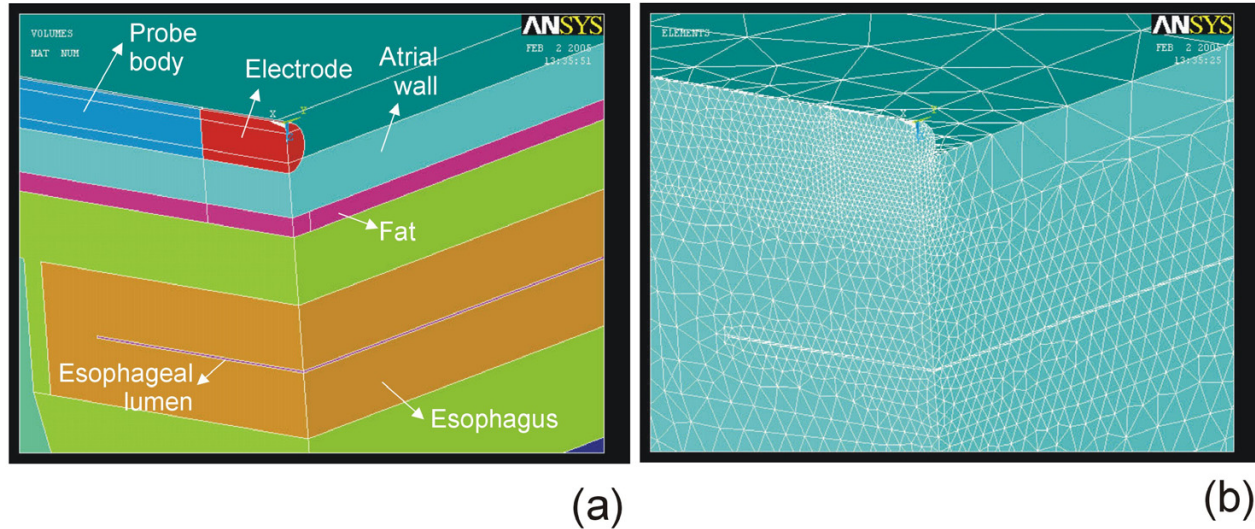 VOLUMES
MAT NUM
Probe
body
Electrode
Atrial
wall
ANSYS
FEB 2 2005
13:35:51
X
Y
Fat
Esophageal
lumen
Esophagus
(a)
ELEMENTS
ANSYS
FEB 2 2005
13:35:25
X
Y
(b)